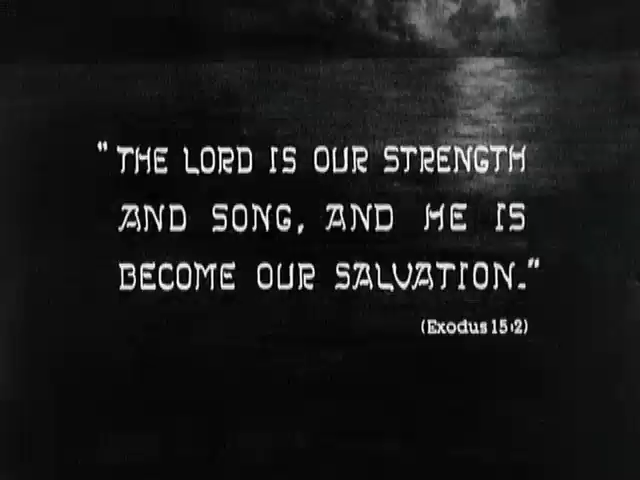 "THE LORD IS OUR STRENGTH
AND SONG, AND HE IS
BECOME OUR SALVATION."
(Exodus 15:2)